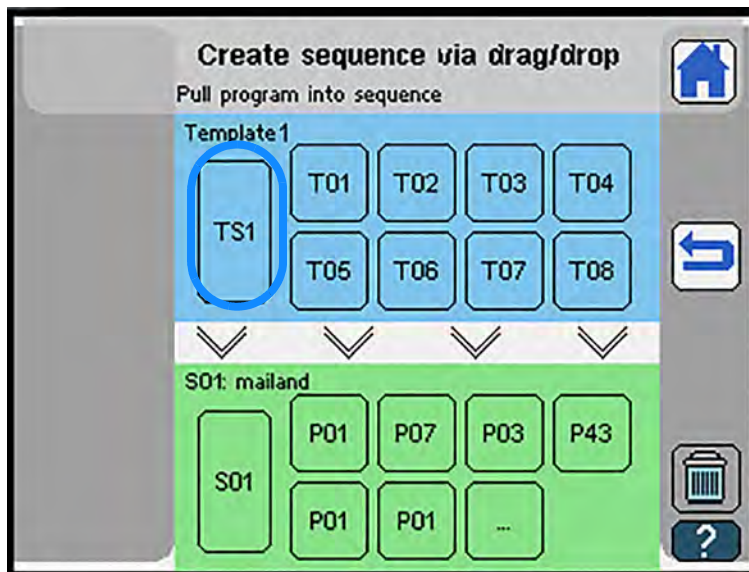 Create sequence via drag/drop
Pull program into sequence
Template 1
TS1
T01 T02 T03 T04
T05 T06 T07 T08
S01: mailand
S01
P01 P07 P03 P43
P01 P01 ...
?